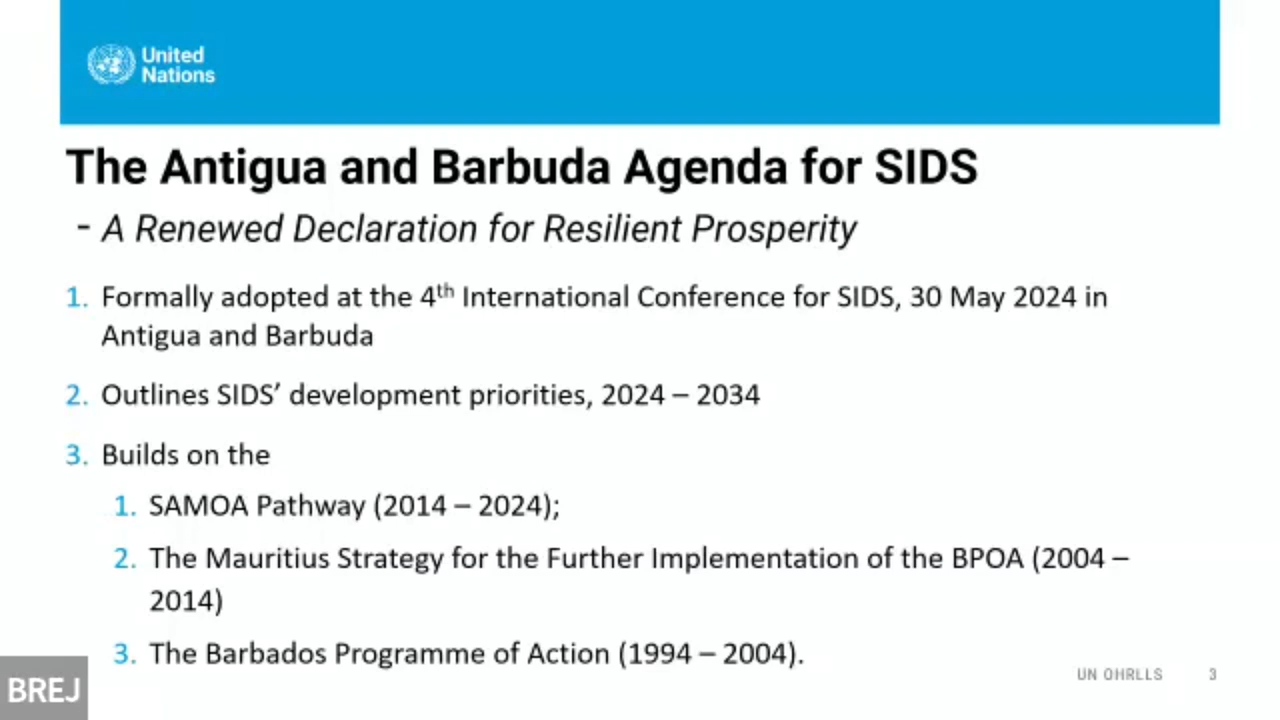 United
Nations
The Antigua and Barbuda Agenda for SIDS
- A Renewed Declaration for Resilient Prosperity
1. Formally adopted at the 4th International Conference for SIDS, 30 May 2024 in
Antigua and Barbuda
2. Outlines SIDS’ development priorities, 2024 – 2034
3. Builds on the
1. SAMOA Pathway (2014 – 2024);
2. The Mauritius Strategy for the Further Implementation of the BPOA (2004 –
2014)
3. The Barbados Programme of Action (1994 – 2004).
UN OHRLLS 3
BREJ